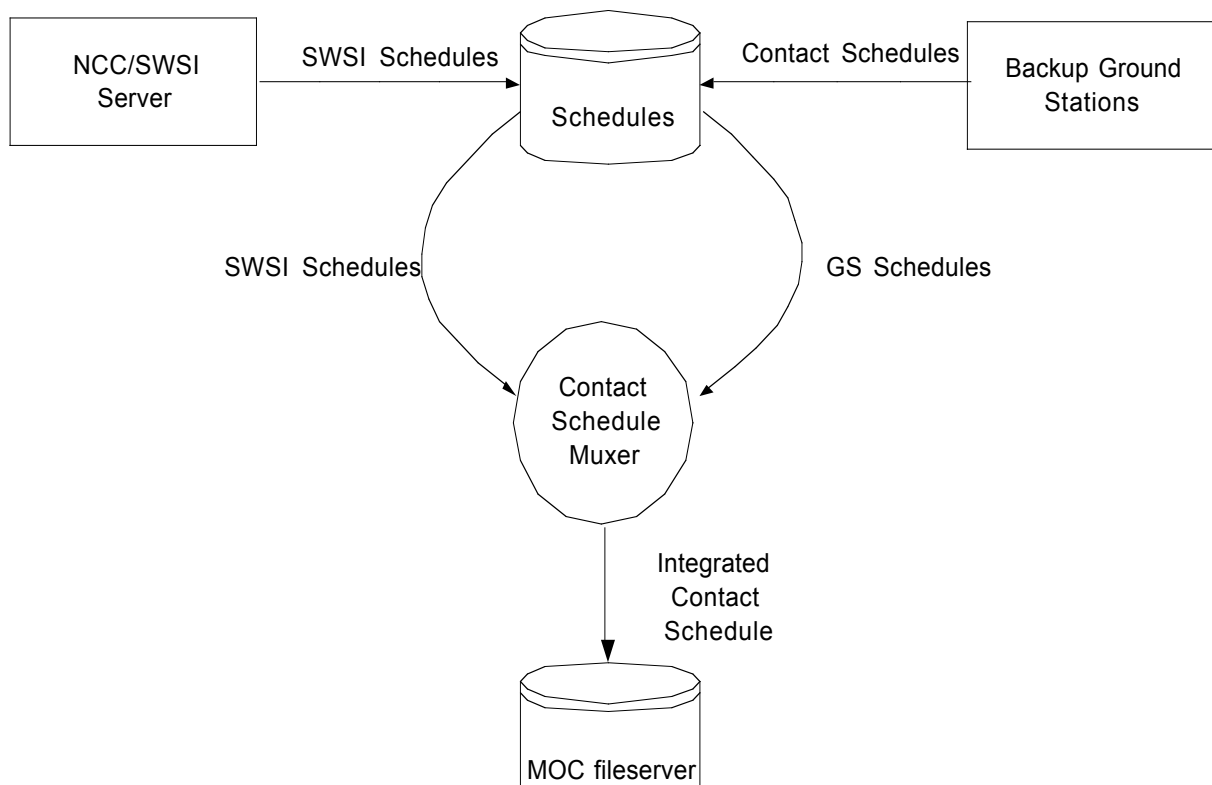 NCC/SWSI
Server
SWSI Schedules
Schedules
Contact Schedules
Backup Ground
Stations
SWSI Schedules
GS Schedules
Contact
Schedule
Muxer
Integrated
Contact
Schedule
MOC fileserver